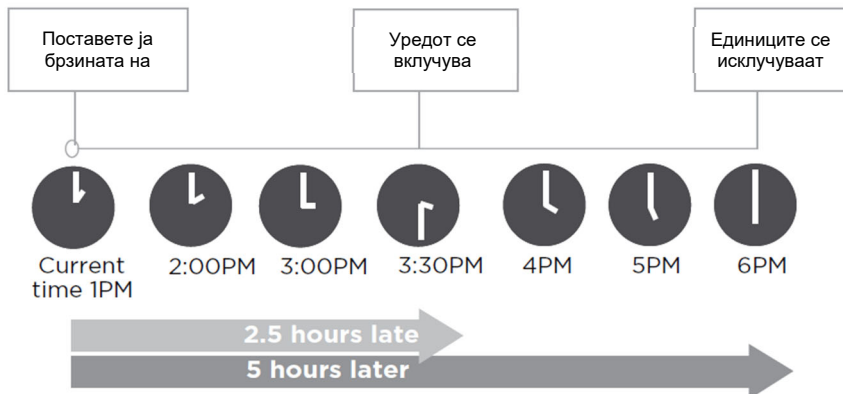 Поставете ја
брзината на
Уредот се
вклучува
Единиците се
исклучуваат
Current
time 1PM
2:00PM
3:00PM
3:30PM
4PM
5PM
6PM
2.5 hours late
5 hours later